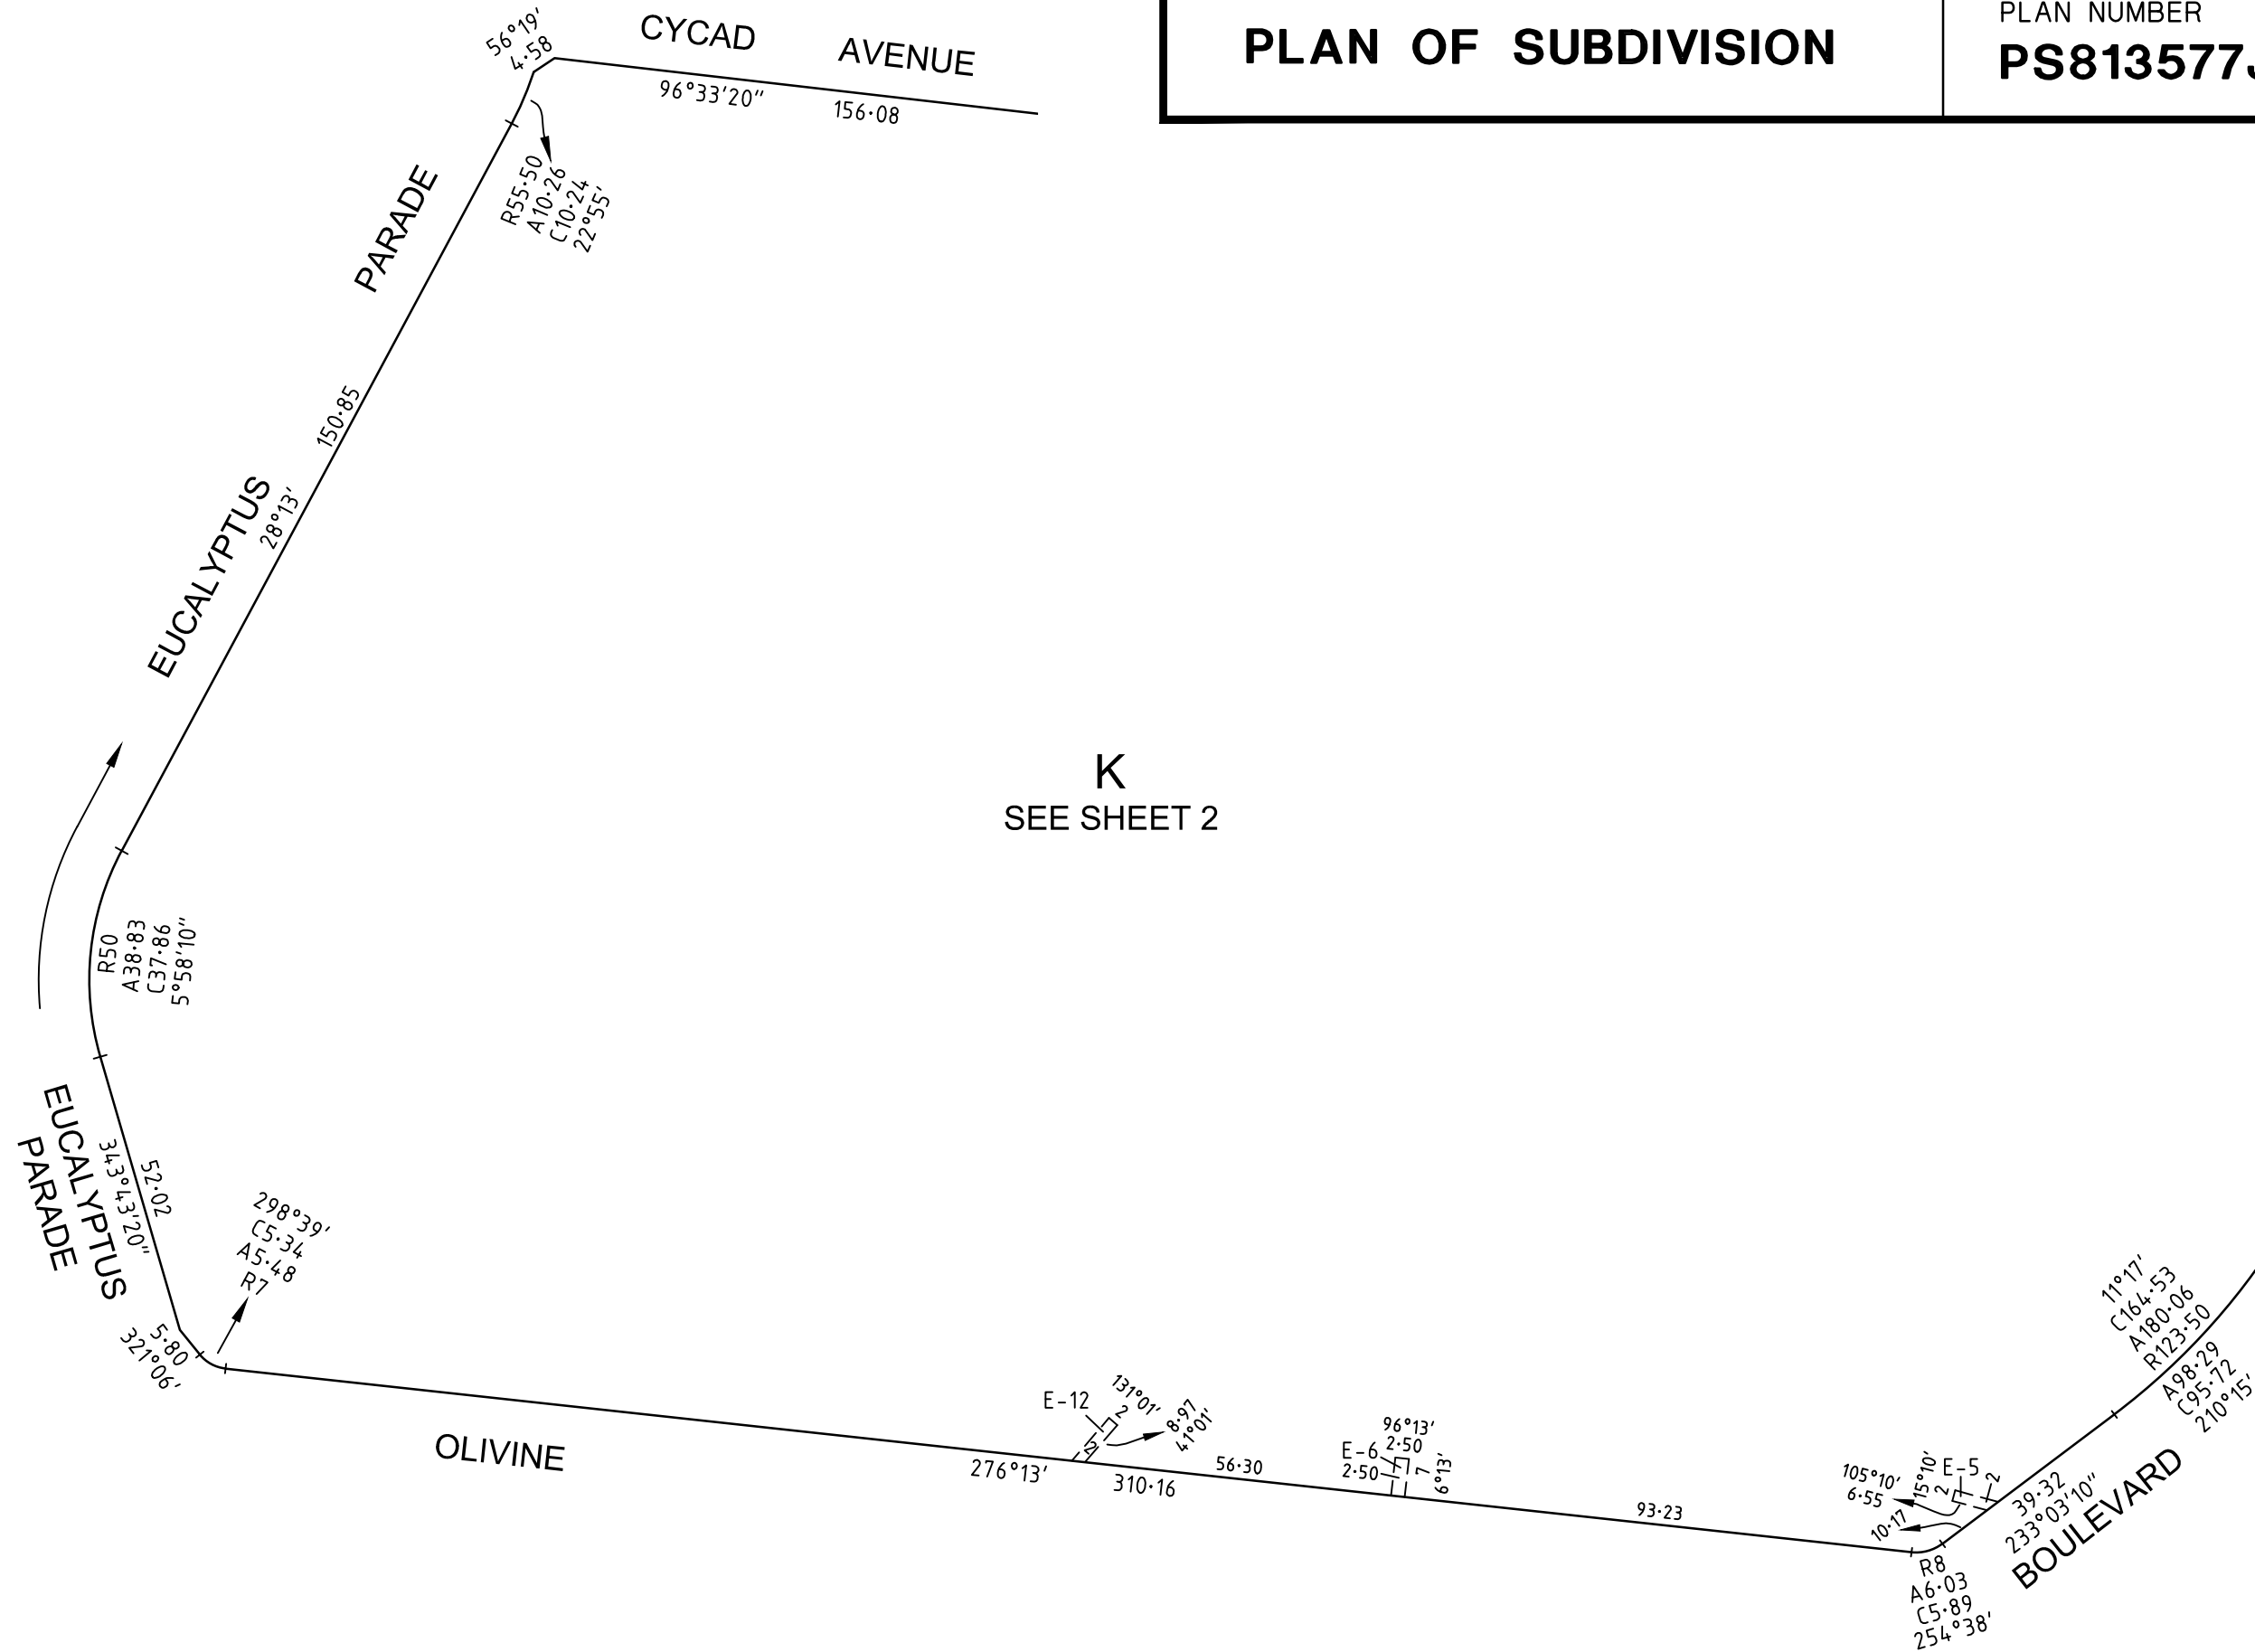 PLAN OF SUBDIVISION
PLAN NUMBER
PS813577J
56°19'
4·58
CYCAD AVENUE
96°33'20"
156·08
R55·50
A10·26
C10·24
22°55'
EUCALYPTUS PARADE
150·85
28°13'
K
SEE SHEET 2
R50
A38·83
C37·86
5°58'10"
EUCALYPTUS
PARADE
52·02
343°43'20"
298°39'
C5·34
A5·48
R7
5·80
321°06'
OLIVINE
276°13'
310·16
E-12
131°01'
2
2
8·97
41°01'
56·30
96°13'
2·50
E-6
2·50
7
6°13'
93·23
105°10'
6·55
10·17
15°10'
2
E-5
2
39·32
233°03'10"
BOULEVARD
R8
A6·03
C5·89
254°38'
11°17'
C164·53
A180·06
R123·50
A98·29
C95·72
210°15'